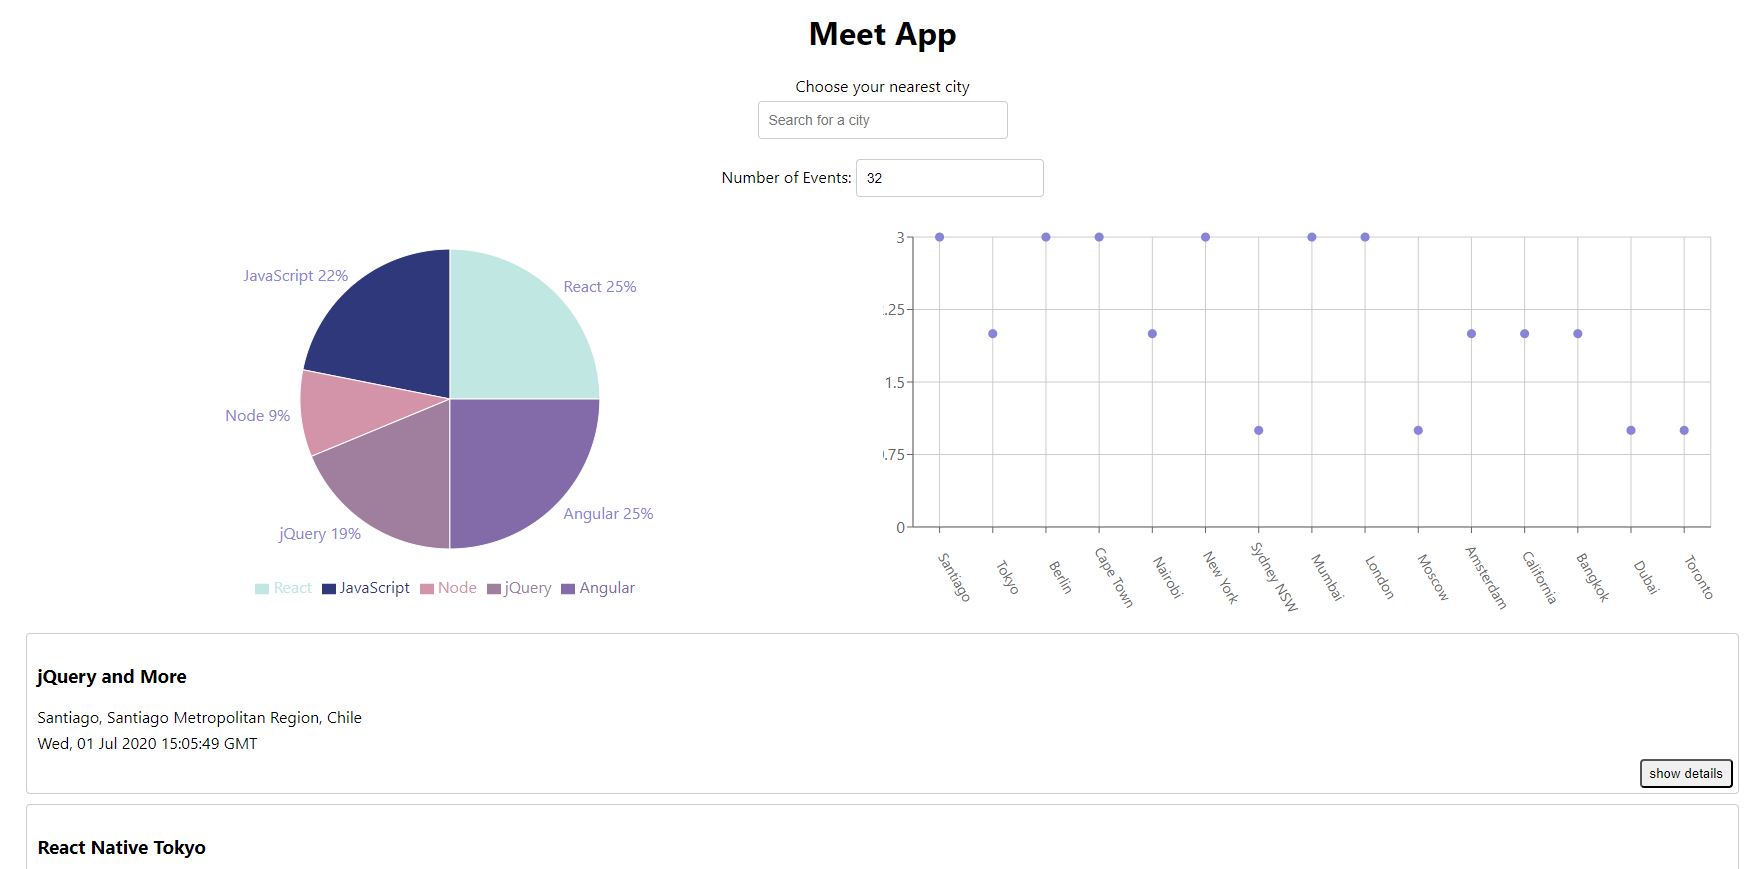 Meet App
Choose your nearest city
Search for a city
Number of Events: 32
JavaScript 22%
React 25%
Node 9%
jQuery 19%
Angular 25%
React JavaScript Node jQuery Angular
3
.25
1.5
.75
0
Santiago Tokyo Berlin Cape Town Nairobi New York Sydney NSW Mumbai London Moscow Amsterdam California Bangkok Dubai Toronto
jQuery and More
Santiago, Santiago Metropolitan Region, Chile
Wed, 01 Jul 2020 15:05:49 GMT
show details
React Native Tokyo